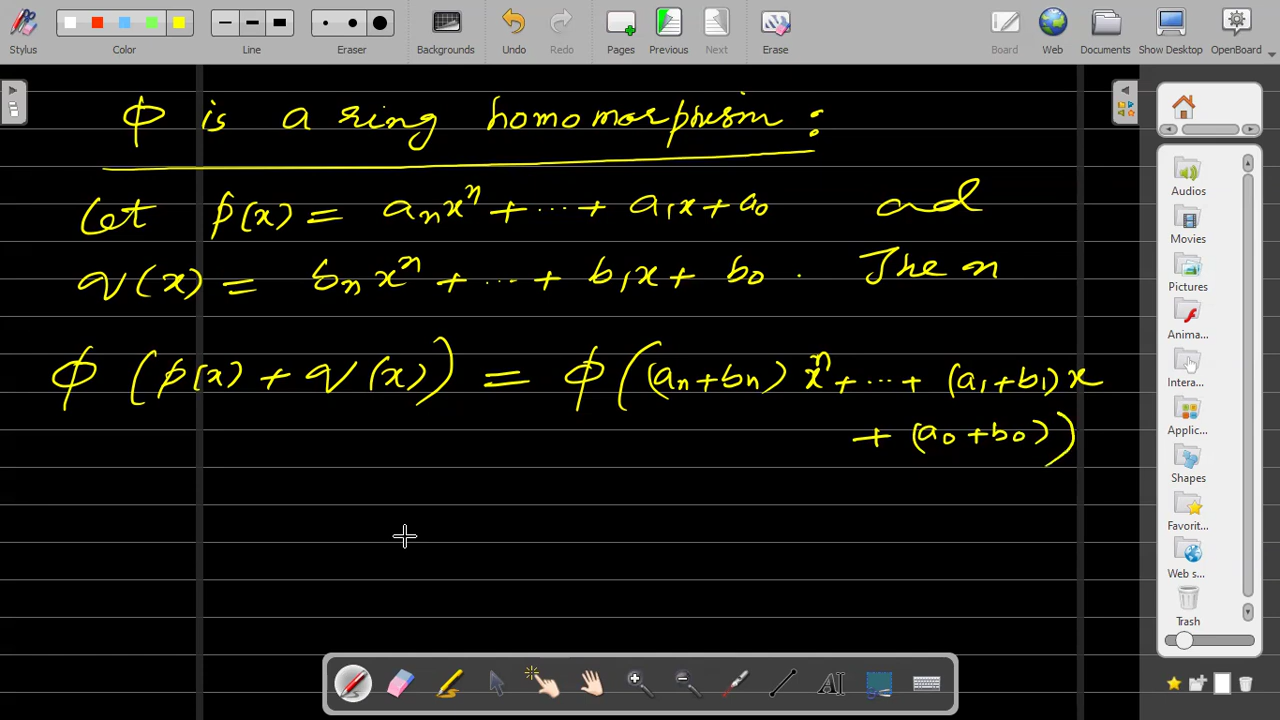 Stylus Color Line Eraser Backgrounds Undo Redo Pages Previous Next Erase Board Web Documents Show Desktop OpenBoard
ϕ is a ring homomorphism :
Let p(x) = aₙxⁿ + ... + a₁x + a₀ and
q(x) = bₙxⁿ + ... + b₁x + b₀ . Then
ϕ (p(x) + q(x)) = ϕ ((aₙ+bₙ) xⁿ + ... + (a₁+b₁)x
+ (a₀+b₀))
Audios
Movies
Pictures
Anima...
Intera...
Applic...
Shapes
Favorit...
Web s...
Trash
AI